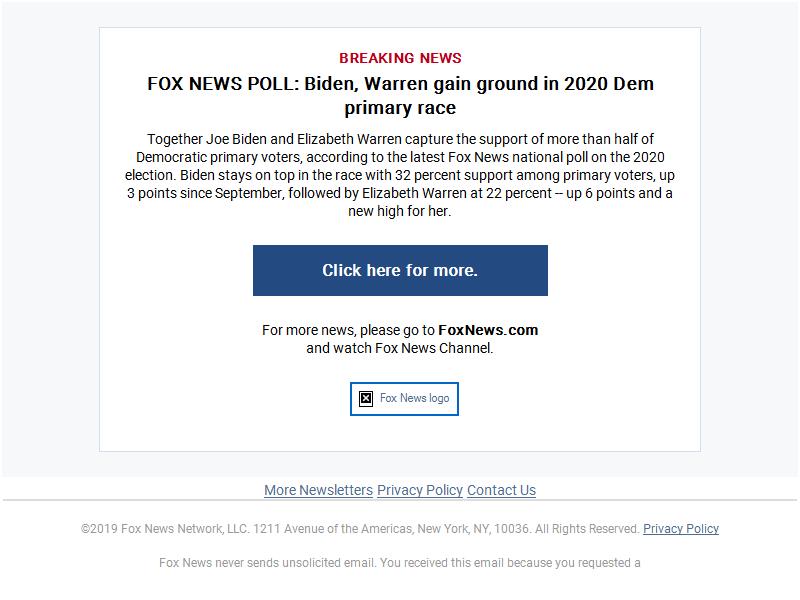 BREAKING NEWS
FOX NEWS POLL: Biden, Warren gain ground in 2020 Dem
primary race
Together Joe Biden and Elizabeth Warren capture the support of more than half of
Democratic primary voters, according to the latest Fox News national poll on the 2020
election. Biden stays on top in the race with 32 percent support among primary voters, up
3 points since September, followed by Elizabeth Warren at 22 percent -- up 6 points and a
new high for her.
Click here for more.
For more news, please go to FoxNews.com
and watch Fox News Channel.
Fox News logo
More Newsletters Privacy Policy Contact Us
©2019 Fox News Network, LLC. 1211 Avenue of the Americas, New York, NY, 10036. All Rights Reserved. Privacy Policy
Fox News never sends unsolicited email. You received this email because you requested a